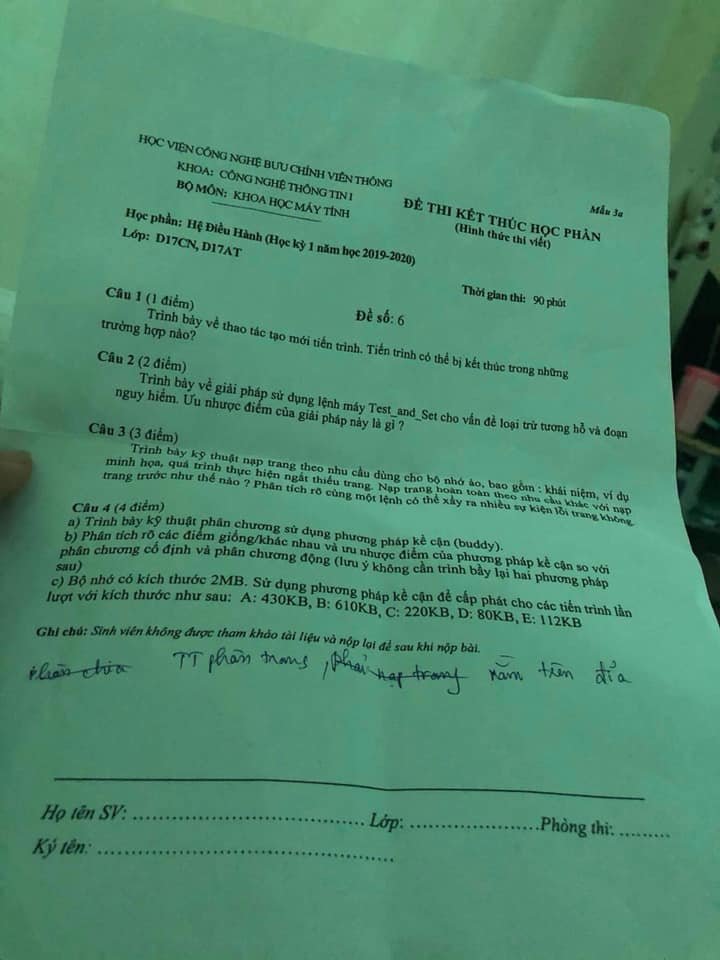 HỌC VIỆN CÔNG NGHỆ BƯU CHÍNH VIỄN THÔNG
KHOA: CÔNG NGHỆ THÔNG TIN I
BỘ MÔN: KHOA HỌC MÁY TÍNH
Mẫu 3a
ĐỀ THI KẾT THÚC HỌC PHẦN
(Hình thức thi viết)
Học phần: Hệ Điều Hành (Học kỳ 1 năm học 2019-2020)
Lớp: D17CN, D17AT
Thời gian thi: 90 phút
Đề số: 6
Câu 1 (1 điểm)
Trình bày về thao tác tạo mới tiến trình. Tiến trình có thể bị kết thúc trong những
trường hợp nào?
Câu 2 (2 điểm)
Trình bày về giải pháp sử dụng lệnh máy Test_and_Set cho vấn đề loại trừ tương hỗ và đoạn
nguy hiểm. Ưu nhược điểm của giải pháp này là gì ?
Câu 3 (3 điểm)
Trình bày kỹ thuật nạp trang theo nhu cầu dùng cho bộ nhớ ảo, bao gồm : khái niệm, ví dụ
minh họa, quá trình thực hiện ngắt thiếu trang. Nạp trang hoàn toàn theo nhu cầu khác với nạp
trang trước như thế nào ? Phân tích rõ cùng một lệnh có thể xẩy ra nhiều sự kiện lỗi trang không
Câu 4 (4 điểm)
a) Trình bày kỹ thuật phân chương sử dụng phương pháp kề cận (buddy).
b) Phân tích rõ các điểm giống/khác nhau và ưu nhược điểm của phương pháp kề cận so với
phân chương cố định và phân chương động (lưu ý không cần trình bầy lại hai phương pháp
sau)
c) Bộ nhớ có kích thước 2MB. Sử dụng phương pháp kề cận để cấp phát cho các tiến trình lần
lượt với kích thước như sau: A: 430KB, B: 610KB, C: 220KB, D: 80KB, E: 112KB
Ghi chú: Sinh viên không được tham khảo tài liệu và nộp lại đề sau khi nộp bài.
TT phân trang, phải nạp trang nằm trên đĩa
Họ tên SV: ................................... Lớp: ....................Phòng thi: .........
Ký tên: .............................................